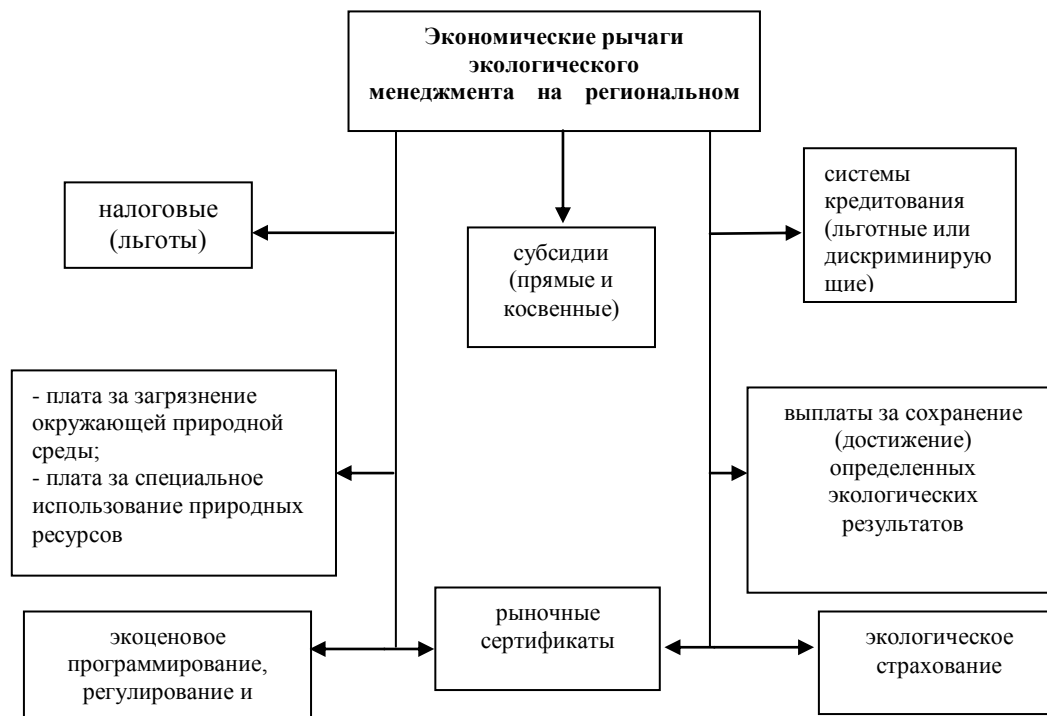 Экономические рычаги
экологического
менеджмента на региональном
налоговые
(льготы)
субсидии
(прямые и
косвенные)
системы
кредитования
(льготные или
дискриминирую
щие)
- плата за загрязнение
окружающей природной
среды;
- плата за специальное
использование природных
ресурсов
выплаты за сохранение
(достижение)
определенных
экологических
результатов
экоценовое
программирование,
регулирование и
рыночные
сертификаты
экологическое
страхование